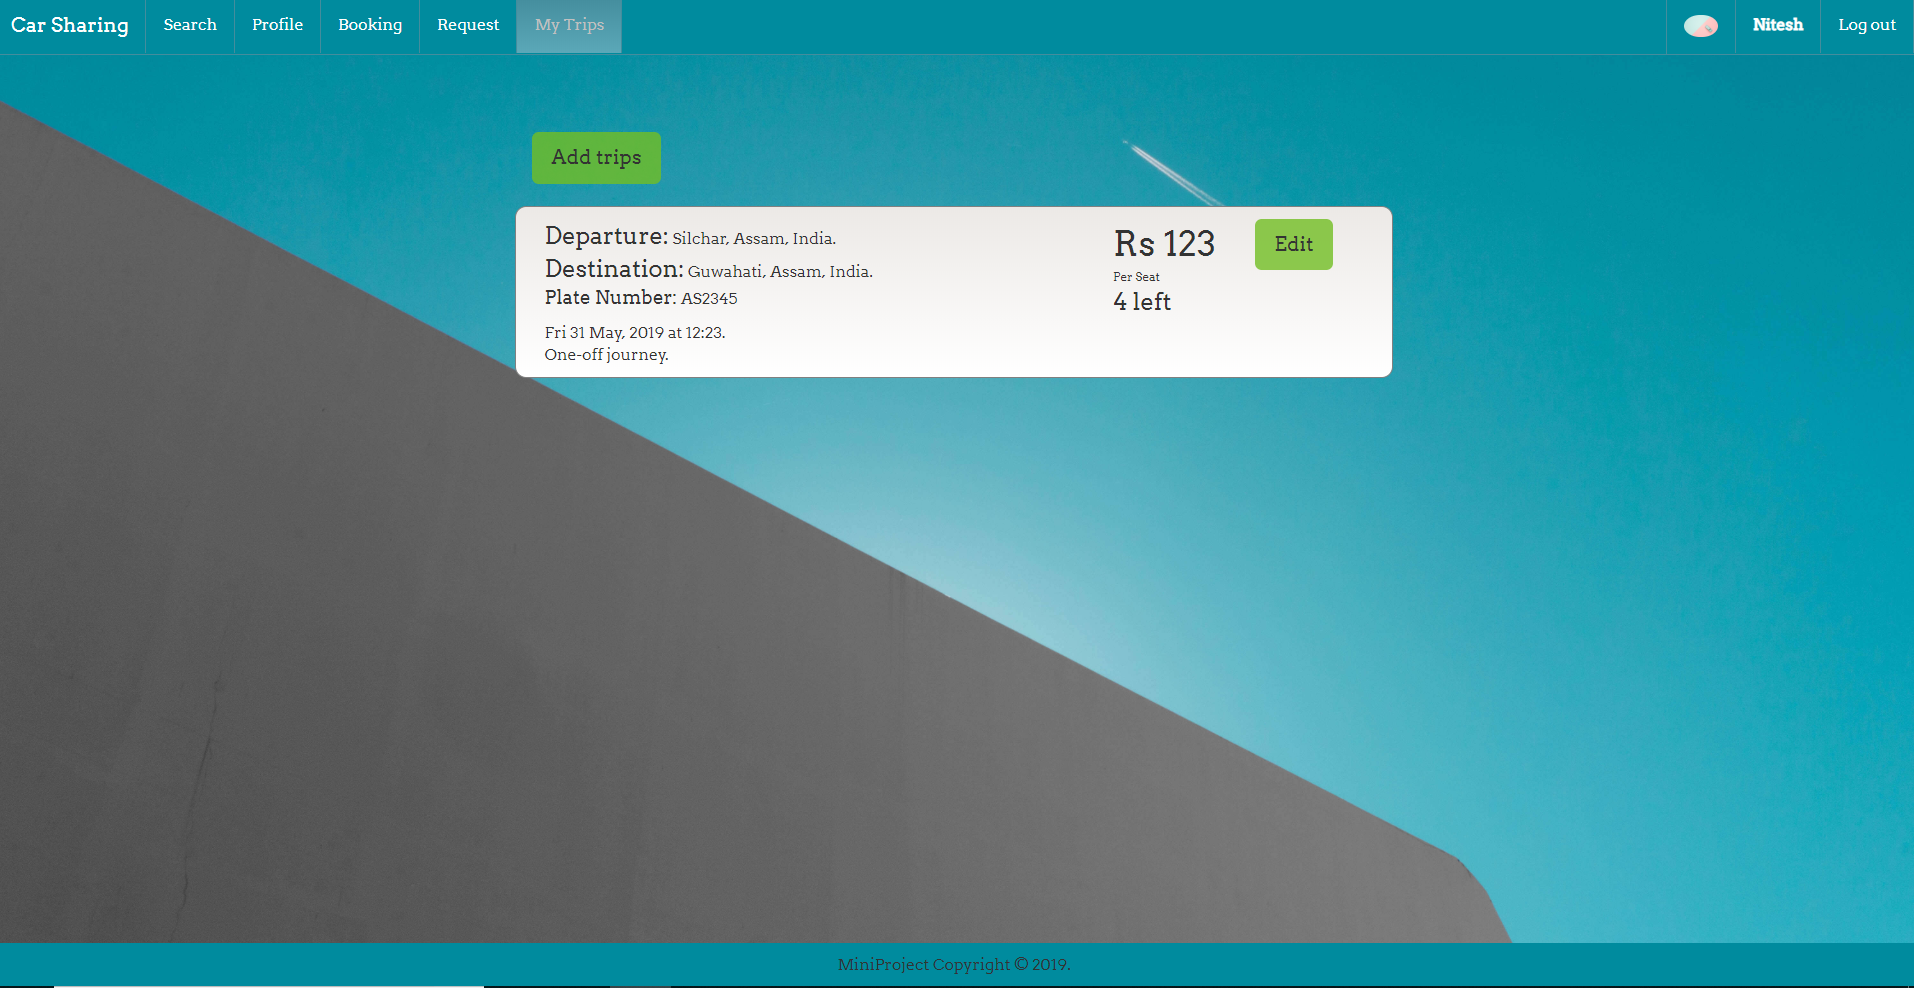 Car Sharing Search Profile Booking Request My Trips Nitesh Log out
Add trips
Departure: Silchar, Assam, India.
Destination: Guwahati, Assam, India.
Plate Number: AS2345
Fri 31 May, 2019 at 12:23.
One-off journey.
Rs 123
Per Seat
4 left
Edit
MiniProject Copyright © 2019.